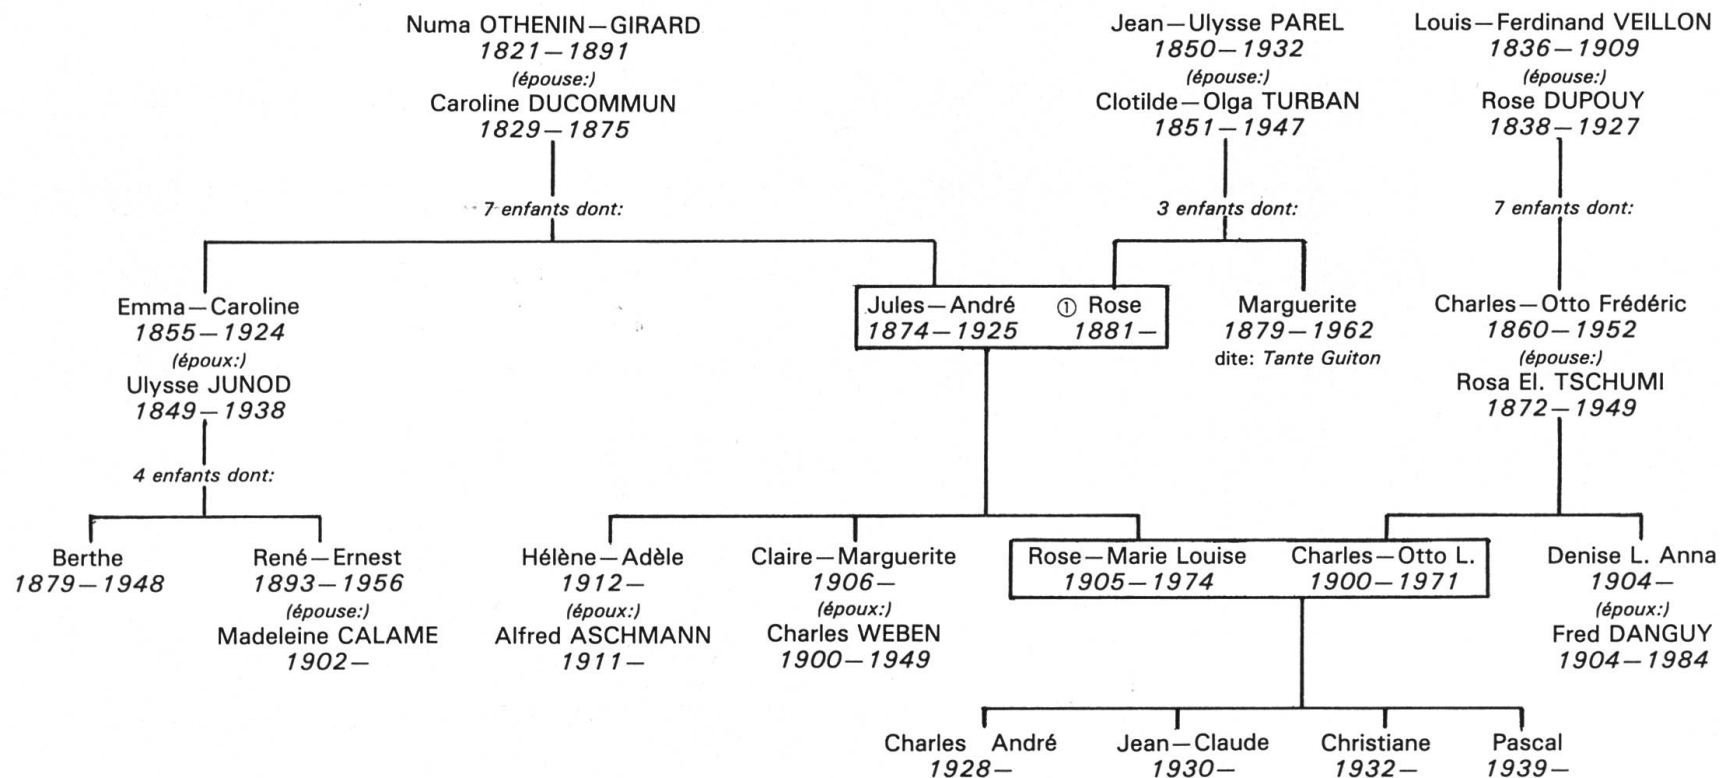 Numa OTHENIN—GIRARD
1821—1891
(épouse:)
Caroline DUCOMMUN
1829—1875
7 enfants dont:
Jean—Ulysse PAREL
1850—1932
(épouse:)
Clotilde—Olga TURBAN
1851—1947
3 enfants dont:
Louis—Ferdinand VEILLON
1836—1909
(épouse:)
Rose DUPOUY
1838—1927
7 enfants dont:
Emma—Caroline
1855—1924
(époux:)
Ulysse JUNOD
1849—1938
4 enfants dont:
Jules—André
1874—1925
① Rose
1881—
Marguerite
1879—1962
dite: Tante Guiton
Charles—Otto Frédéric
1860—1952
(épouse:)
Rosa El. TSCHUMI
1872—1949
Berthe
1879—1948
René—Ernest
1893—1956
(épouse:)
Madeleine CALAME
1902—
Hélène—Adèle
1912—
(époux:)
Alfred ASCHMANN
1911—
Claire—Marguerite
1906—
(époux:)
Charles WEBEN
1900—1949
Rose—Marie Louise
1905—1974
Charles—Otto L.
1900—1971
Denise L. Anna
1904—
(époux:)
Fred DANGUY
1904—1984
Charles André
1928—
Jean—Claude
1930—
Christiane
1932—
Pascal
1939—